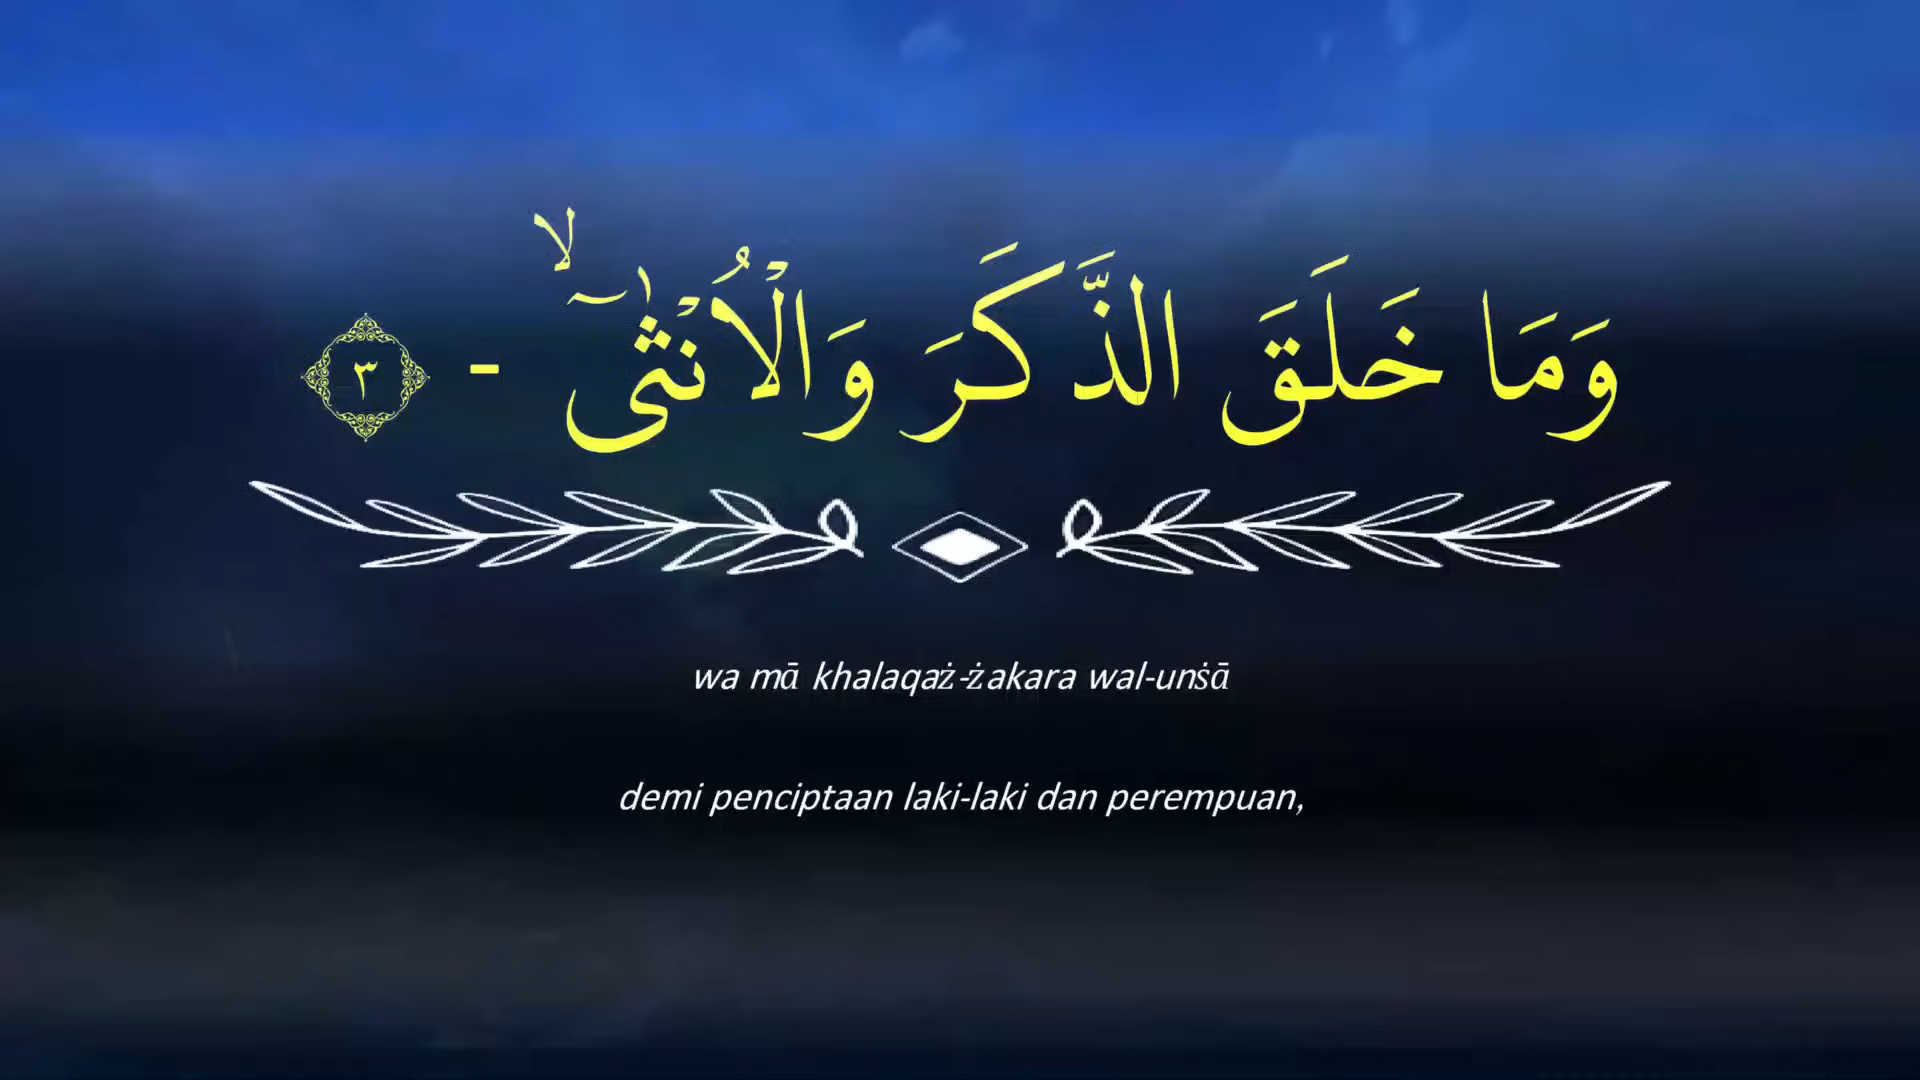 وَمَا خَلَقَ الذَّكَرَ وَالْاُنْثٰىٓ ۙ - ٣
wa mā khalaqaż-żakara wal-unṡā
demi penciptaan laki-laki dan perempuan,